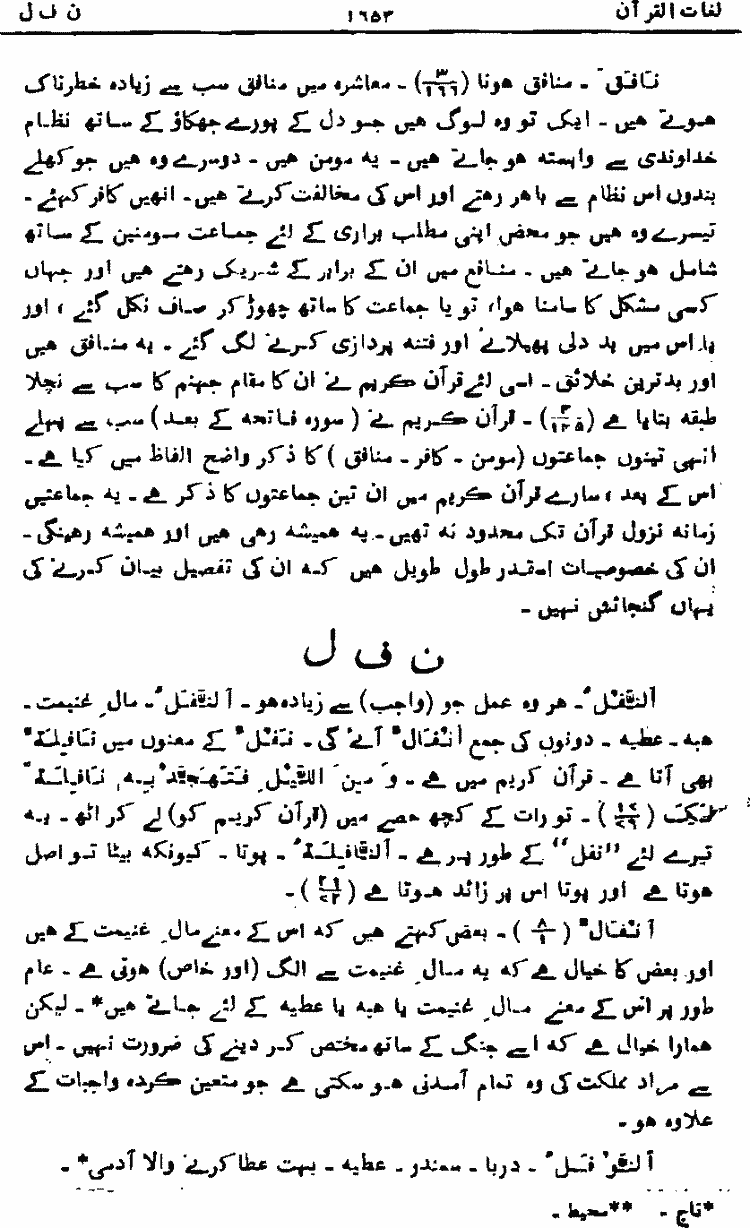 لغات القرآن ۱۶۵۳ ن ف ل
نَافَقَ ۔ منافق ہونا (۳/۱۶۶)۔ معاشرہ میں منافق سب سے زیادہ خطرناک
ہوتے ہیں ۔ ایک تو وہ لوگ ہیں جو دل کے پورے جھکاؤ کے ساتھ نظام
خداوندی سے وابستہ ہو جاتے ہیں ۔ یہ مومن ہیں ۔ دوسرے وہ ہیں جو کھلے
بندوں اس نظام سے باہر رہتے اور اس کی مخالفت کرتے ہیں۔ انہیں کافر کہئے ۔
تیسرے وہ ہیں جو محض اپنی مطلب براری کے لئے جماعت مومنین کے ساتھ
شامل ہو جاتے ہیں ۔ منافع میں ان کے برابر کے شریک رہتے ہیں اور جہاں
کسی مشکل کا سامنا ہوا، تو یا جماعت کا ساتھ چھوڑ کر صاف نکل گئے ، اور
یا اس میں بد دلی پھیلانے اور فتنہ پردازی کرنے لگ گئے ۔ یہ منافق ہیں
اور بدترین خلائق ۔ اسی لئے قرآن کریم نے ان کا مقام جہنم کا سب سے نچلا
طبقہ بتایا ہے (۴/۱۴۵)۔ قرآن کریم نے (سورہ فاتحہ کے بعد) سب سے پہلے
انہی تینوں جماعتوں (مومن ۔ کافر ۔ منافق) کا ذکر واضح الفاظ میں کیا ہے ۔
اس کے بعد ، سارے قرآن کریم میں ان تین جماعتوں کا ذکر ہے ۔ یہ جماعتیں
زمانہ نزول قرآن تک محدود نہ تھیں ۔ یہ ہمیشہ رہی ہیں اور ہمیشہ رہینگی ۔
ان کی خصوصیات اسقدر طول طویل ہیں کہ ان کی تفصیل بیان کرنے کی
یہاں گنجائش نہیں ۔
ن ف ل
اَلنَّفْلُ ۔ ہر وہ عمل جو (واجب) سے زیادہ ہو ۔ اَلنَّفَلُ ۔ مالِ غنیمت ۔
ہبہ ۔ عطیہ ۔ دونوں کی جمع اَنْفَالٌ آئے گی ۔ نَفْلٌ کے معنوں میں نَافِلَةٌ
بھی آتا ہے ۔ قرآن کریم میں ہے ۔ وَ مِنَ الَّيْلِ فَتَهَجَّدْ بِهِ نَافِلَةً
لَّكَ (۱۷/۷۹)۔ تو رات کے کچھ حصے میں (قرآن کریم کو) لے کر اٹھ ۔ یہ
تیرے لئے ”نفل“ کے طور پر ہے ۔ اَلنَّافِلَةُ ۔ پوتا ۔ کیونکہ بیٹا تو اصل
ہوتا ہے اور پوتا اس پر زائد ہوتا ہے (۲۱/۷۲)۔
اَنْفَالٌ (۸/۱)۔ بعض کہتے ہیں کہ اس کے معنے مالِ غنیمت کے ہیں
اور بعض کا خیال ہے کہ یہ مالِ غنیمت سے الگ (اور خاص) ہوتی ہے ۔ عام
طور پر اس کے معنے مالِ غنیمت یا ہبہ یا عطیہ کے لئے جاتے ہیں* ۔ لیکن
ہمارا خیال ہے کہ اسے جنگ کے ساتھ مختص کر دینے کی ضرورت نہیں ۔ اس
سے مراد مملکت کی وہ تمام آمدنی ہو سکتی ہے جو متعین کردہ واجبات کے
علاوہ ہو ۔
اَلنَّوْفَلُ ۔ دریا ۔ سمندر ۔ عطیہ ۔ بہت عطا کرنے والا آدمی* ۔
*تاج ۔ **محیط ۔